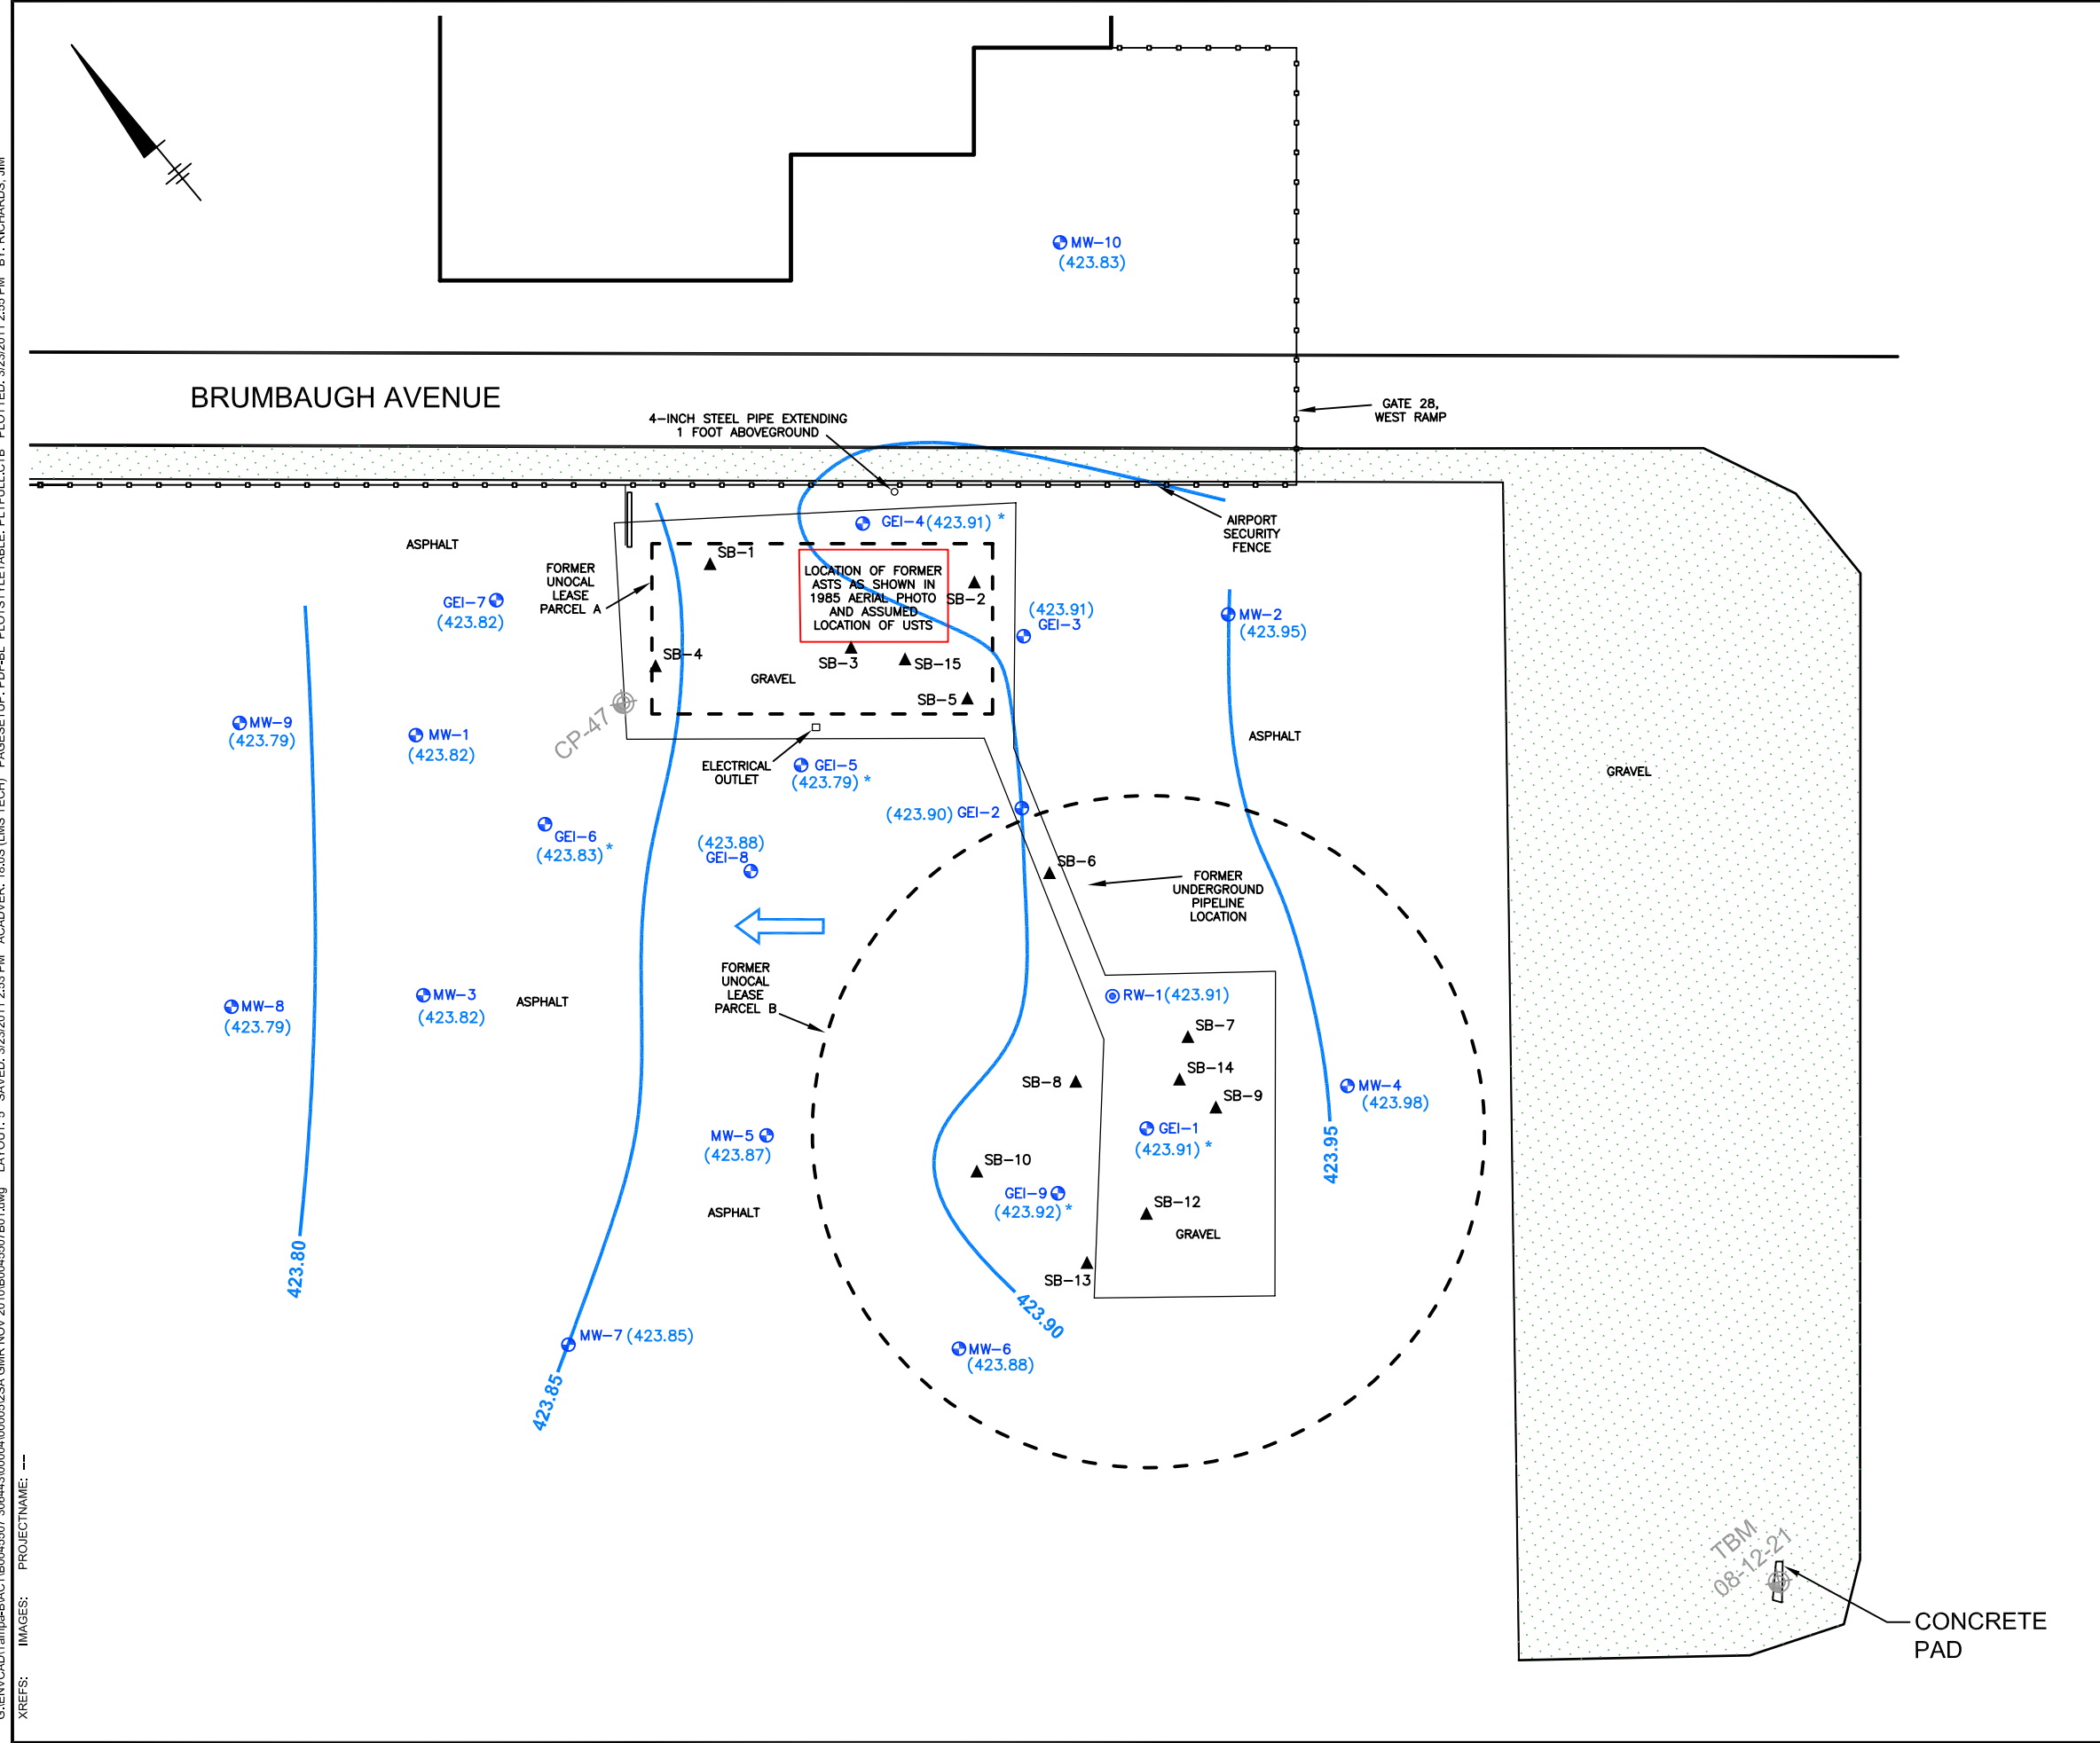 MW-10
(423.83)
BRUMBAUGH AVENUE
4-INCH STEEL PIPE EXTENDING
1 FOOT ABOVEGROUND
GATE 28,
WEST RAMP
AIRPORT
SECURITY
FENCE
GEI-4 (423.91) *
ASPHALT
SB-1
FORMER
UNOCAL
LEASE
PARCEL A
LOCATION OF FORMER
ASTS AS SHOWN IN
1985 AERIAL PHOTO
AND ASSUMED
LOCATION OF USTS
SB-2
GEI-7
(423.82)
(423.91)
GEI-3
MW-2
(423.95)
SB-4
SB-3
SB-15
GRAVEL
SB-5
CP-47
MW-9
(423.79)
MW-1
(423.82)
ELECTRICAL
OUTLET
GEI-5
(423.79) *
ASPHALT
GRAVEL
GEI-6
(423.83) *
(423.88)
GEI-8
(423.90) GEI-2
SB-6
FORMER
UNDERGROUND
PIPELINE
LOCATION
FORMER
UNOCAL
LEASE
PARCEL B
MW-8
(423.79)
MW-3
(423.82)
ASPHALT
RW-1 (423.91)
SB-7
SB-14
SB-8
SB-9
MW-4
(423.98)
MW-5
(423.87)
GEI-1
(423.91) *
423.95
SB-10
GEI-9
(423.92) *
SB-12
GRAVEL
ASPHALT
SB-13
423.80
423.90
MW-7 (423.85)
MW-6
(423.88)
423.85
TBM
08-12-21
CONCRETE
PAD
XREFS: IMAGES: PROJECTNAME: --